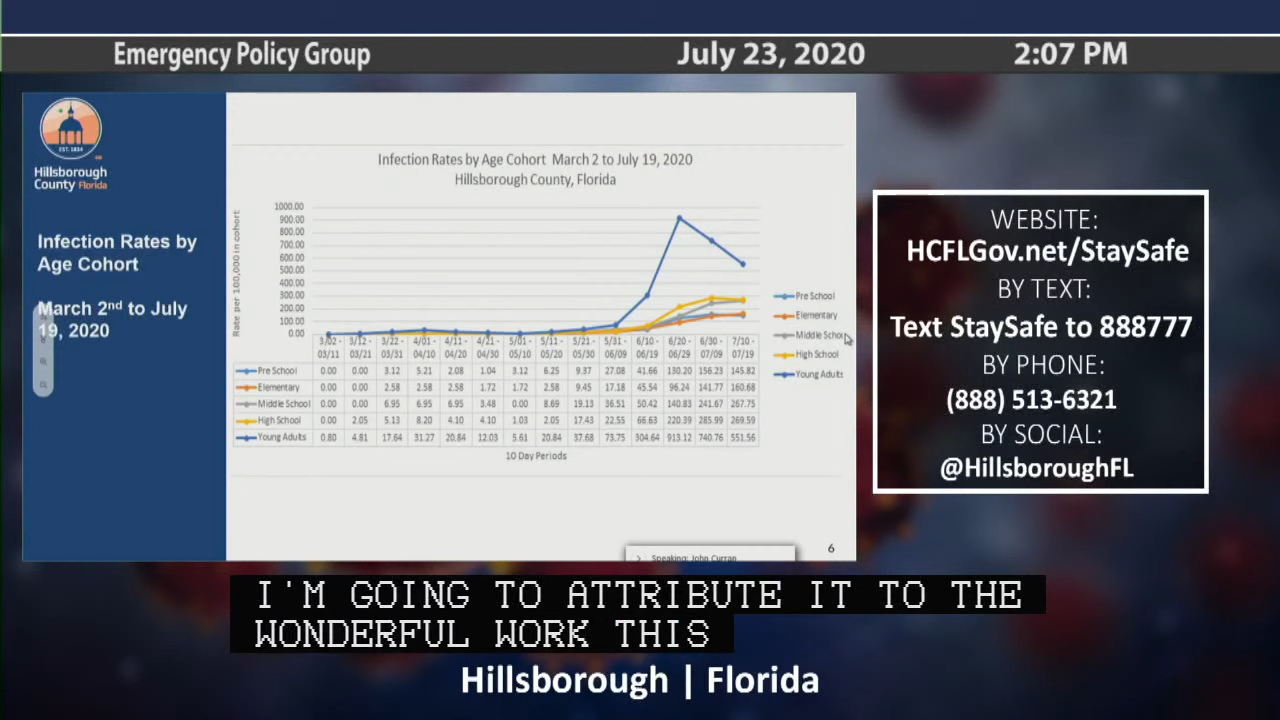 Emergency Policy Group
July 23, 2020
2:07 PM
EST. 1834
Hillsborough
County Florida
Infection Rates by
Age Cohort
March 2nd to July
19, 2020
Infection Rates by Age Cohort March 2 to July 19, 2020
Hillsborough County, Florida
Rate per 100,000 in cohort
1000.00
900.00
800.00
700.00
600.00
500.00
400.00
300.00
200.00
100.00
0.00
3/02 - 3/12 - 3/22 - 4/01 - 4/11 - 4/21 - 5/01 - 5/11 - 5/21 - 5/31 - 6/10 - 6/20 - 6/30 - 7/10 -
03/11 03/21 03/31 04/10 04/20 04/30 05/10 05/20 05/30 06/09 06/19 06/29 07/09 07/19
Pre School 0.00 0.00 3.12 5.21 2.08 1.04 3.12 6.25 9.37 27.08 41.66 130.20 156.23 145.82
Elementary 0.00 0.00 2.58 2.58 2.58 1.72 1.72 2.58 9.45 17.18 45.54 96.24 141.77 160.68
Middle School 0.00 0.00 6.95 6.95 6.95 3.48 0.00 8.69 19.13 36.51 50.42 140.83 241.67 267.75
High School 0.00 2.05 5.13 8.20 4.10 4.10 1.03 2.05 17.43 22.55 66.63 220.39 285.99 269.59
Young Adults 0.80 4.81 17.64 31.27 20.84 12.03 5.61 20.84 37.68 73.75 304.64 913.12 740.76 551.56
10 Day Periods
Pre School
Elementary
Middle School
High School
Young Adults
Speaking: John Curran
6
WEBSITE:
HCFLGov.net/StaySafe
BY TEXT:
Text StaySafe to 888777
BY PHONE:
(888) 513-6321
BY SOCIAL:
@HillsboroughFL
I'M GOING TO ATTRIBUTE IT TO THE
WONDERFUL WORK THIS
Hillsborough | Florida